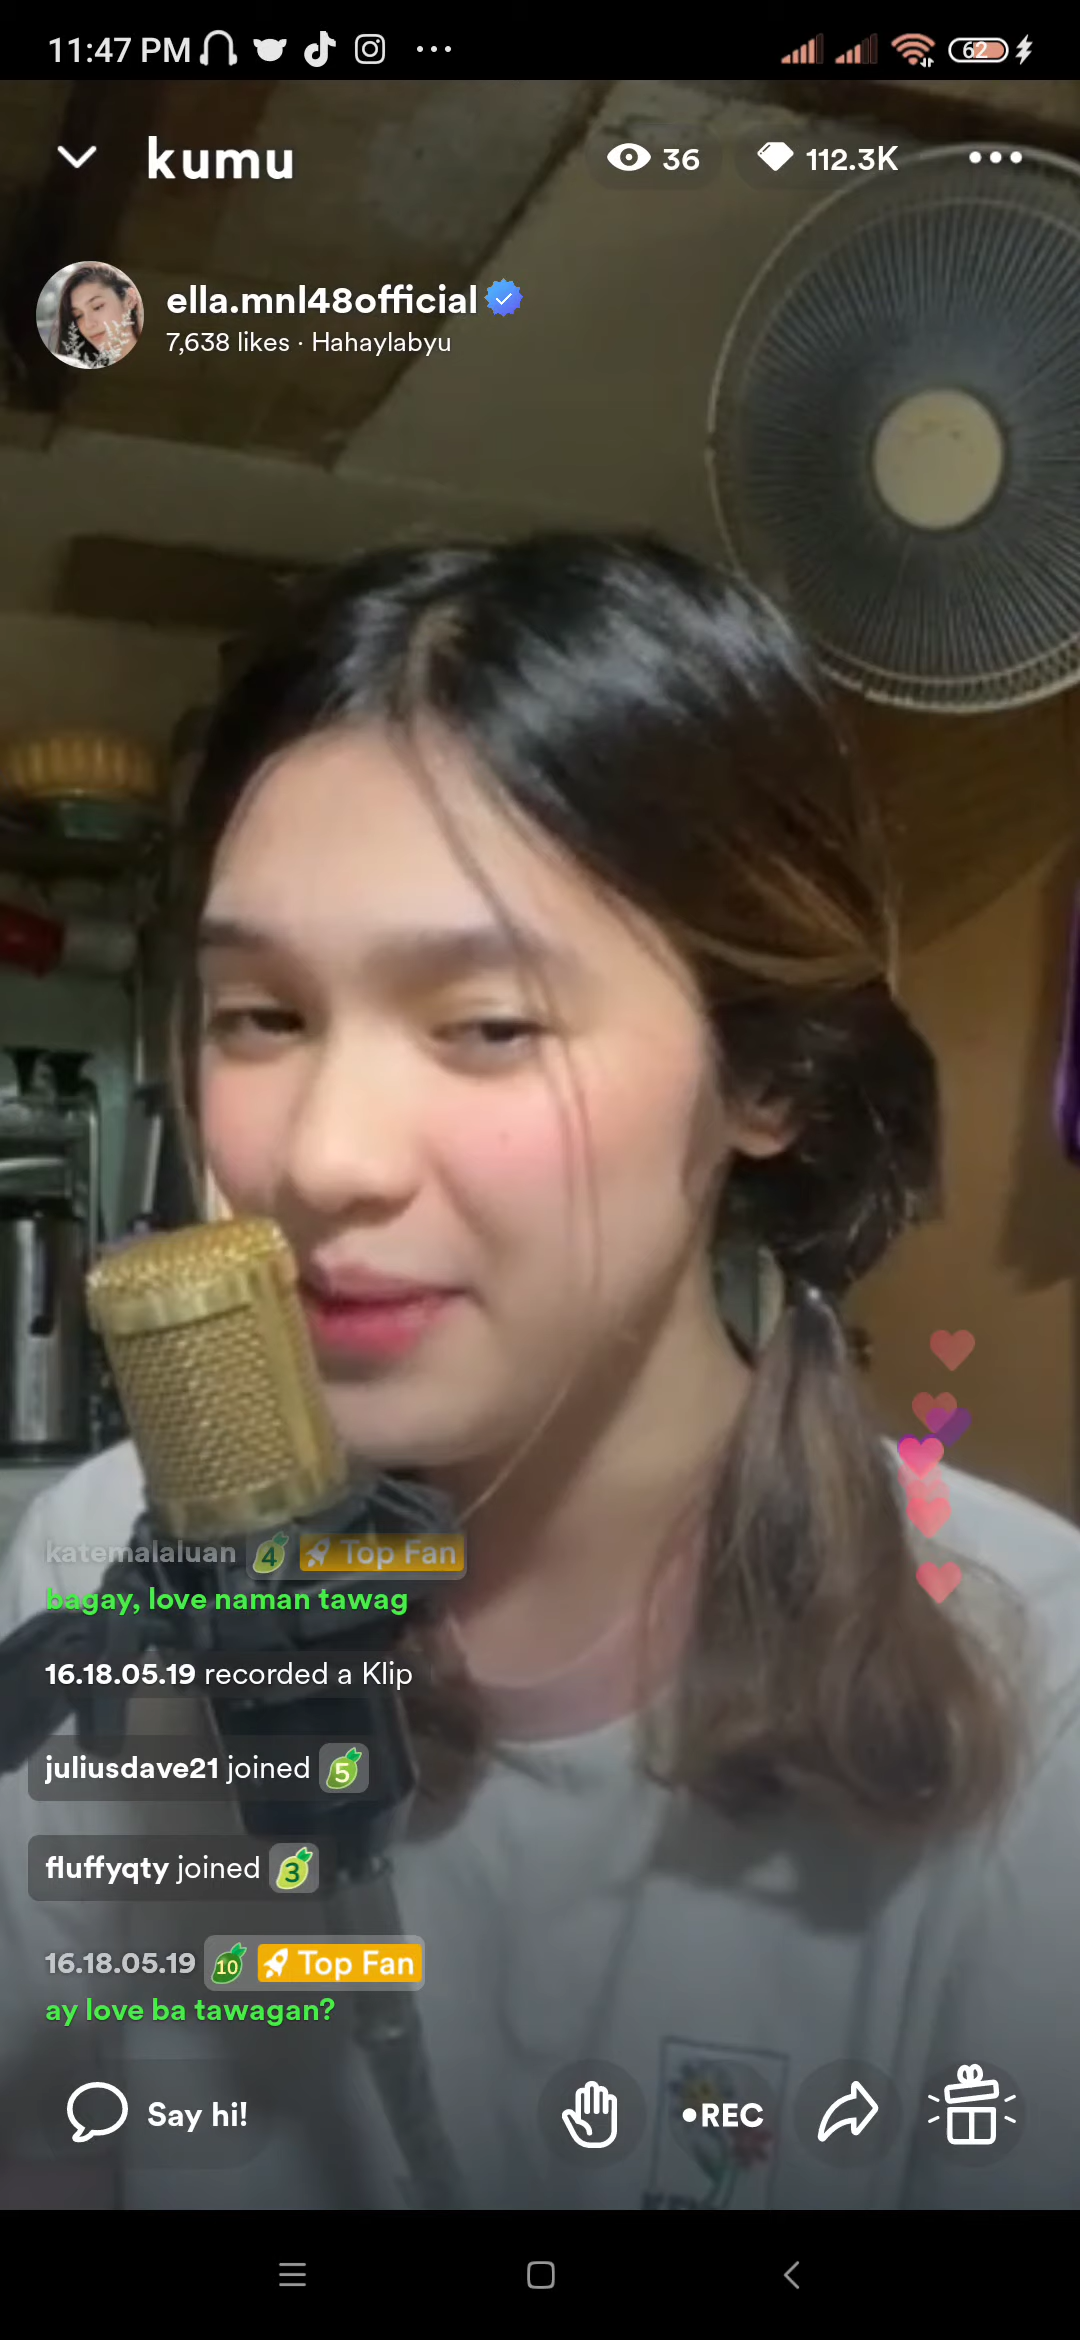 11:47 PM 62
kumu 36 112.3K
ella.mnl48official
7,638 likes · Hahaylabyu
katemalaluan 4 Top Fan
bagay, love naman tawag
16.18.05.19 recorded a Klip
juliusdave21 joined 5
fluffyqty joined 3
16.18.05.19 10 Top Fan
ay love ba tawagan?
Say hi! •REC